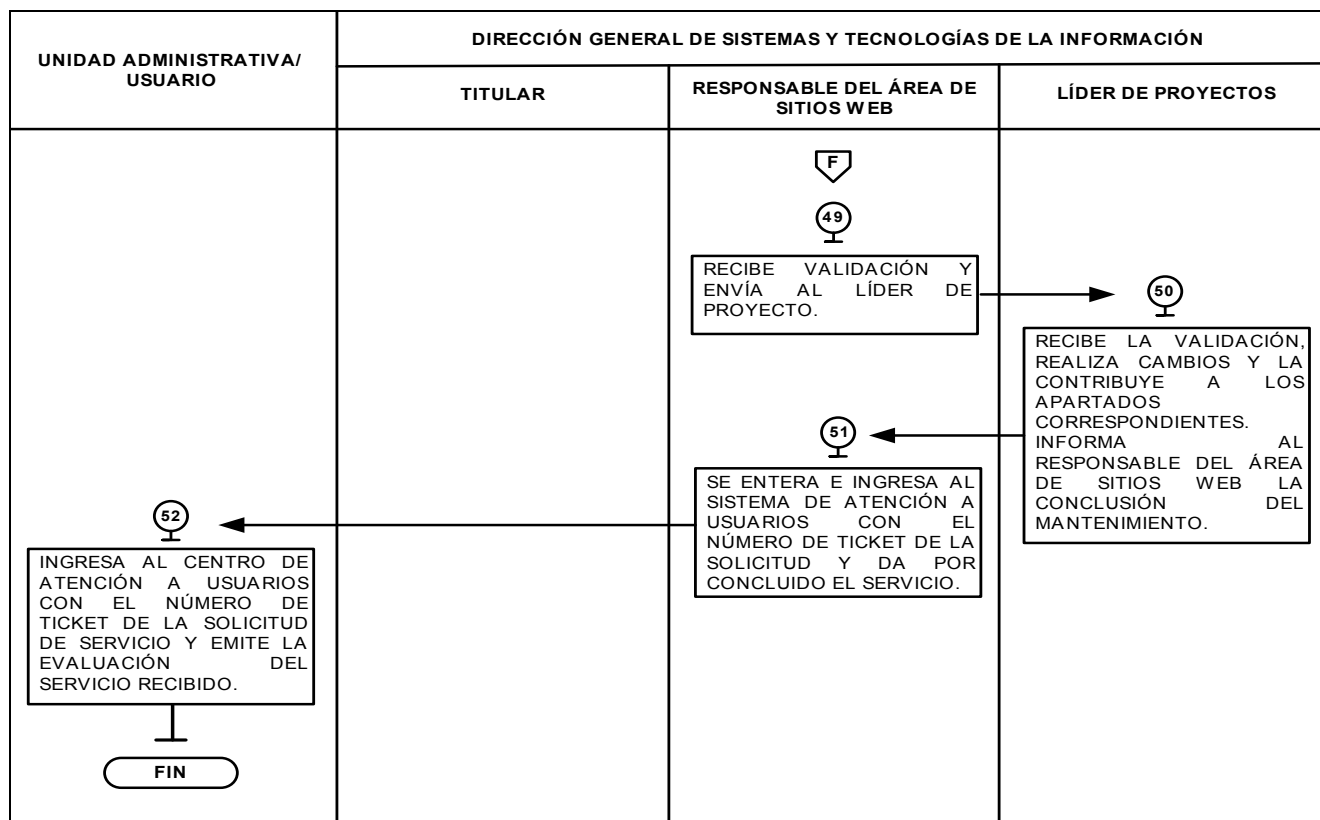 UNIDAD ADMINISTRATIVA/
USUARIO
DIRECCIÓN GENERAL DE SISTEMAS Y TECNOLOGÍAS DE LA INFORMACIÓN
TITULAR
RESPONSABLE DEL ÁREA DE
SITIOS WEB
LÍDER DE PROYECTOS
F
49
RECIBE VALIDACIÓN Y
ENVÍA AL LÍDER DE
PROYECTO.
50
RECIBE LA VALIDACIÓN,
REALIZA CAMBIOS Y LA
CONTRIBUYE A LOS
APARTADOS
CORRESPONDIENTES.
INFORMA AL
RESPONSABLE DEL ÁREA
DE SITIOS WEB LA
CONCLUSIÓN DEL
MANTENIMIENTO.
51
SE ENTERA E INGRESA AL
SISTEMA DE ATENCIÓN A
USUARIOS CON EL
NÚMERO DE TICKET DE LA
SOLICITUD Y DA POR
CONCLUIDO EL SERVICIO.
52
INGRESA AL CENTRO DE
ATENCIÓN A USUARIOS
CON EL NÚMERO DE
TICKET DE LA SOLICITUD
DE SERVICIO Y EMITE LA
EVALUACIÓN DEL
SERVICIO RECIBIDO.
FIN